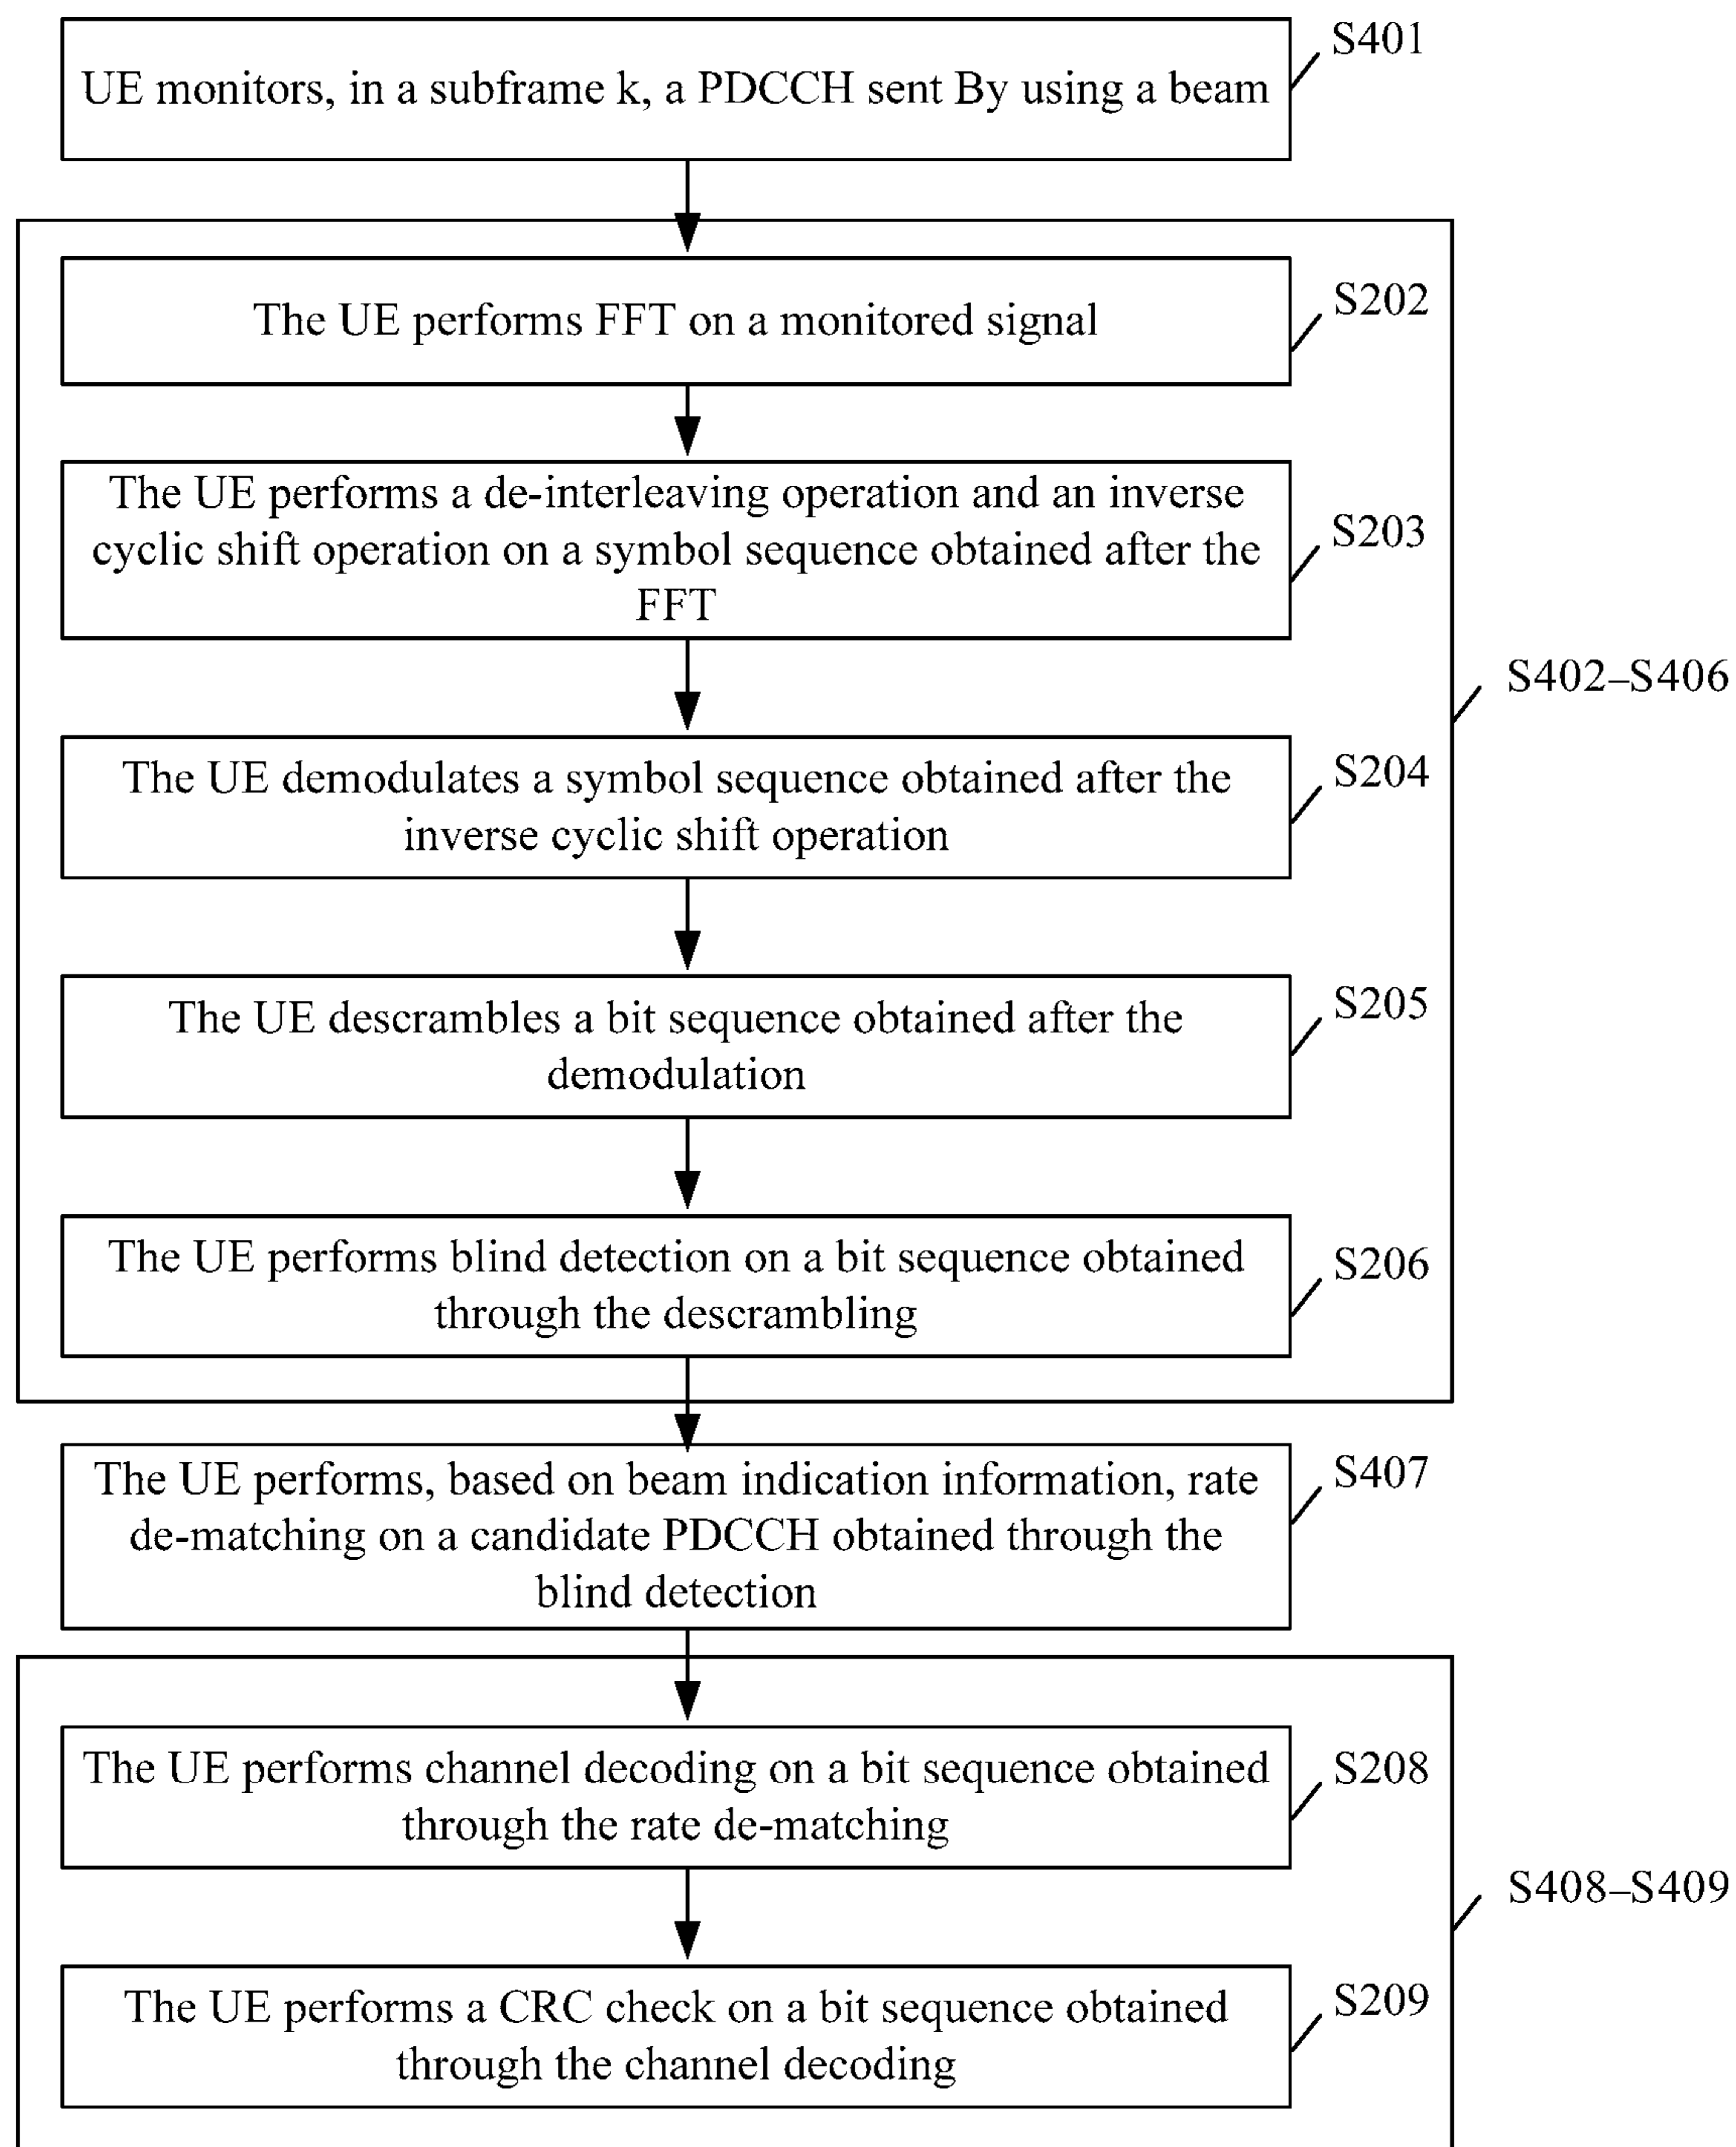 S401
UE monitors, in a subframe k, a PDCCH sent By using a beam
S202
The UE performs FFT on a monitored signal
The UE performs a de-interleaving operation and an inverse
cyclic shift operation on a symbol sequence obtained after the
FFT
S203
S402–S406
The UE demodulates a symbol sequence obtained after the
inverse cyclic shift operation
S204
The UE descrambles a bit sequence obtained after the
demodulation
S205
The UE performs blind detection on a bit sequence obtained
through the descrambling
S206
The UE performs, based on beam indication information, rate
de-matching on a candidate PDCCH obtained through the
blind detection
S407
The UE performs channel decoding on a bit sequence obtained
through the rate de-matching
S208
S408–S409
The UE performs a CRC check on a bit sequence obtained
through the channel decoding
S209